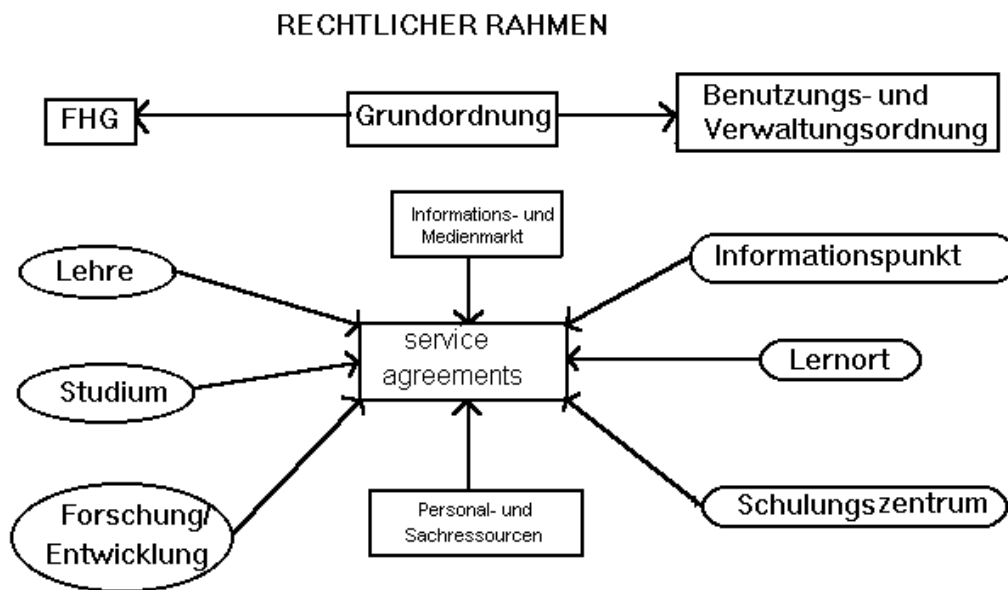 RECHTLICHER RAHMEN
FHG
Grundordnung
Benutzungs- und
Verwaltungsordnung
Informations- und
Medienmarkt
Lehre
Informationspunkt
service
agreements
Lernort
Studium
Forschung/
Entwicklung
Personal- und
Sachressourcen
Schulungszentrum